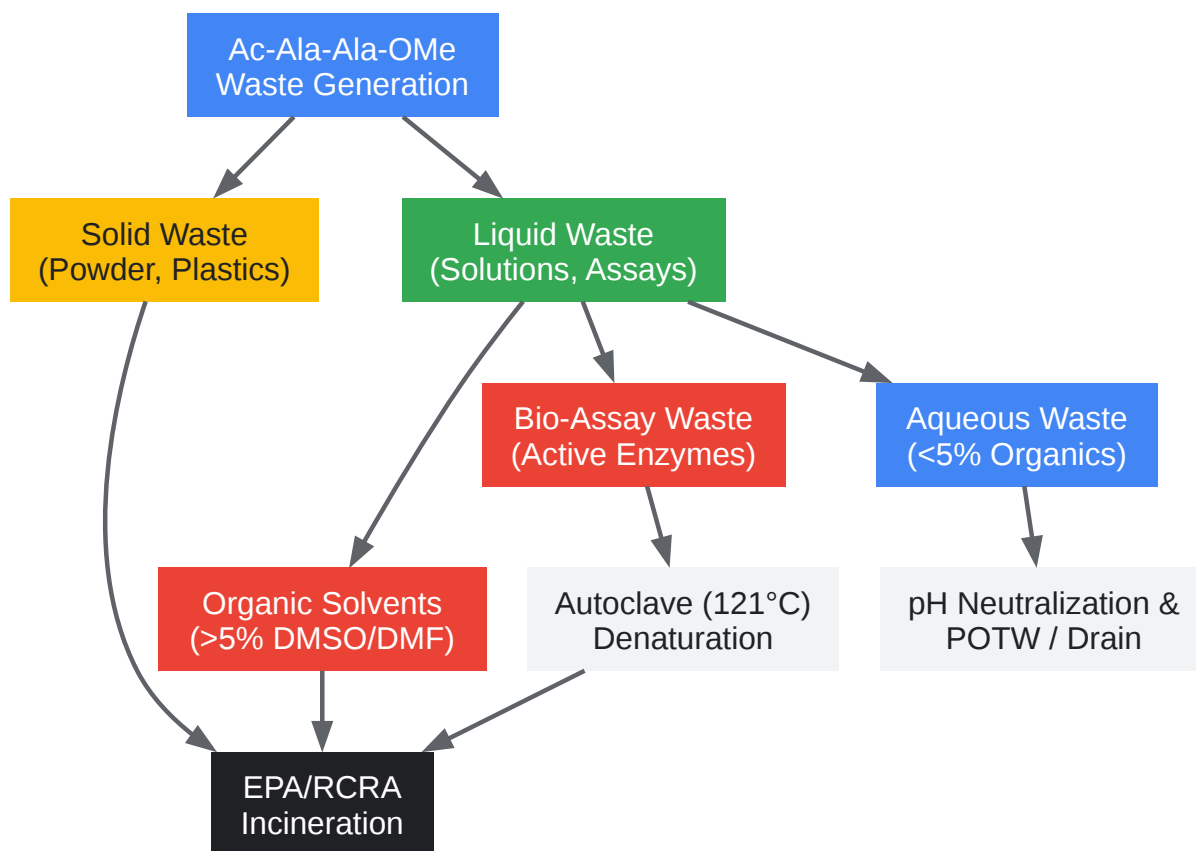 Ac-Ala-Ala-OMe
Waste Generation
Solid Waste
(Powder, Plastics)
Liquid Waste
(Solutions, Assays)
Bio-Assay Waste
(Active Enzymes)
Aqueous Waste
(<5% Organics)
Organic Solvents
(>5% DMSO/DMF)
Autoclave (121°C)
Denaturation
pH Neutralization &
POTW / Drain
EPA/RCRA
Incineration